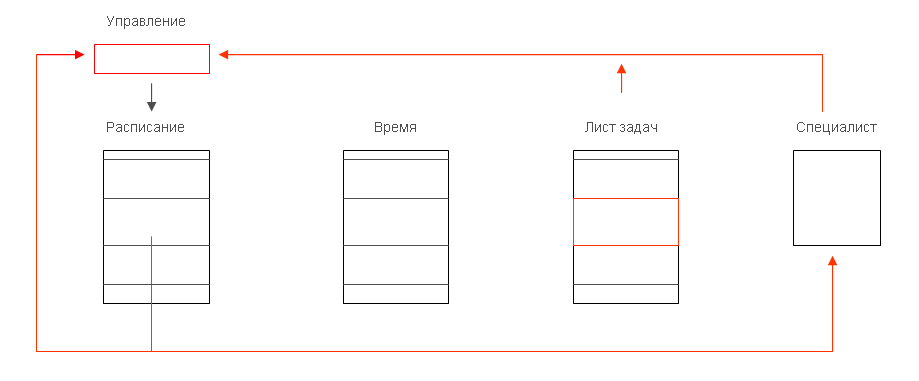 Управление
Расписание
Время
Лист задач
Специалист